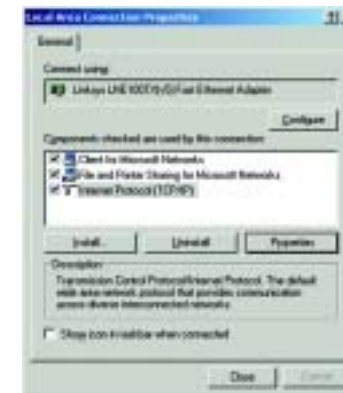 Local Area Connection Properties
General
Connect using:
Linksys LNE100TX(v5) Fast Ethernet Adapter
Configure
Components checked are used by this connection:
Client for Microsoft Networks
File and Printer Sharing for Microsoft Networks
Internet Protocol (TCP/IP)
Install...
Uninstall
Properties
Description
Transmission Control Protocol/Internet Protocol. The default
wide area network protocol that provides communication
across diverse interconnected networks.
Show icon in taskbar when connected
Close
Cancel